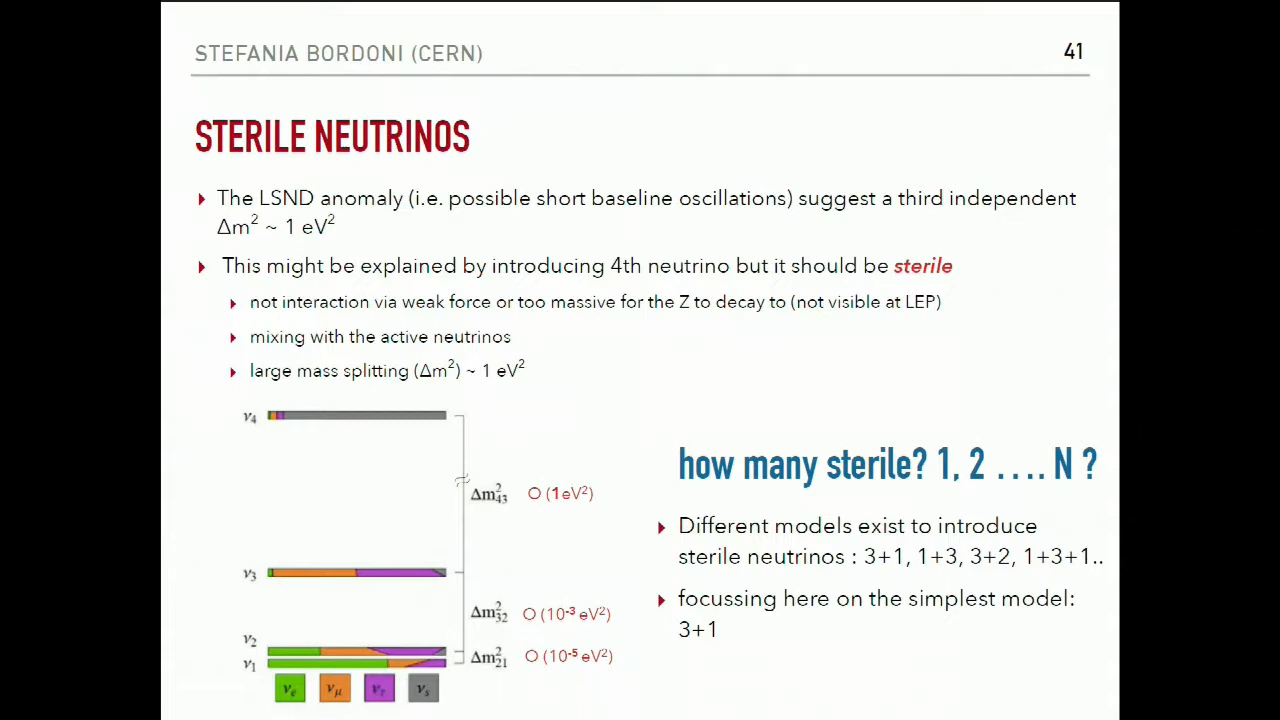 STEFANIA BORDONI (CERN)
41
STERILE NEUTRINOS
The LSND anomaly (i.e. possible short baseline oscillations) suggest a third independent
Δm² ~ 1 eV²
This might be explained by introducing 4th neutrino but it should be sterile
not interaction via weak force or too massive for the Z to decay to (not visible at LEP)
mixing with the active neutrinos
large mass splitting (Δm²) ~ 1 eV²
ν₄
Δm²₄₃ O (1eV²)
ν₃
Δm²₃₂ O (10⁻³ eV²)
ν₂
ν₁
Δm²₂₁ O (10⁻⁵ eV²)
νe νμ ντ νs
how many sterile? 1, 2 .... N ?
Different models exist to introduce
sterile neutrinos : 3+1, 1+3, 3+2, 1+3+1..
focussing here on the simplest model:
3+1